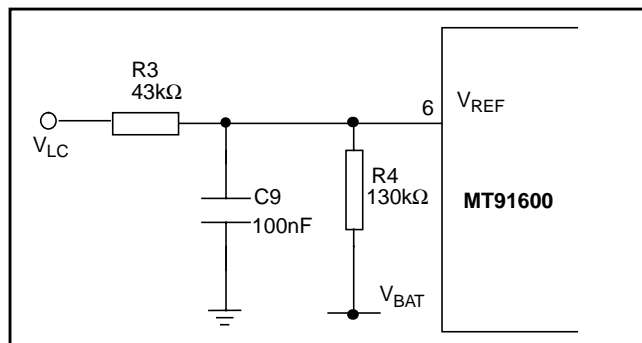 R3
43kΩ
V_LC
C9
100nF
R4
130kΩ
V_BAT
6
V_REF
MT91600